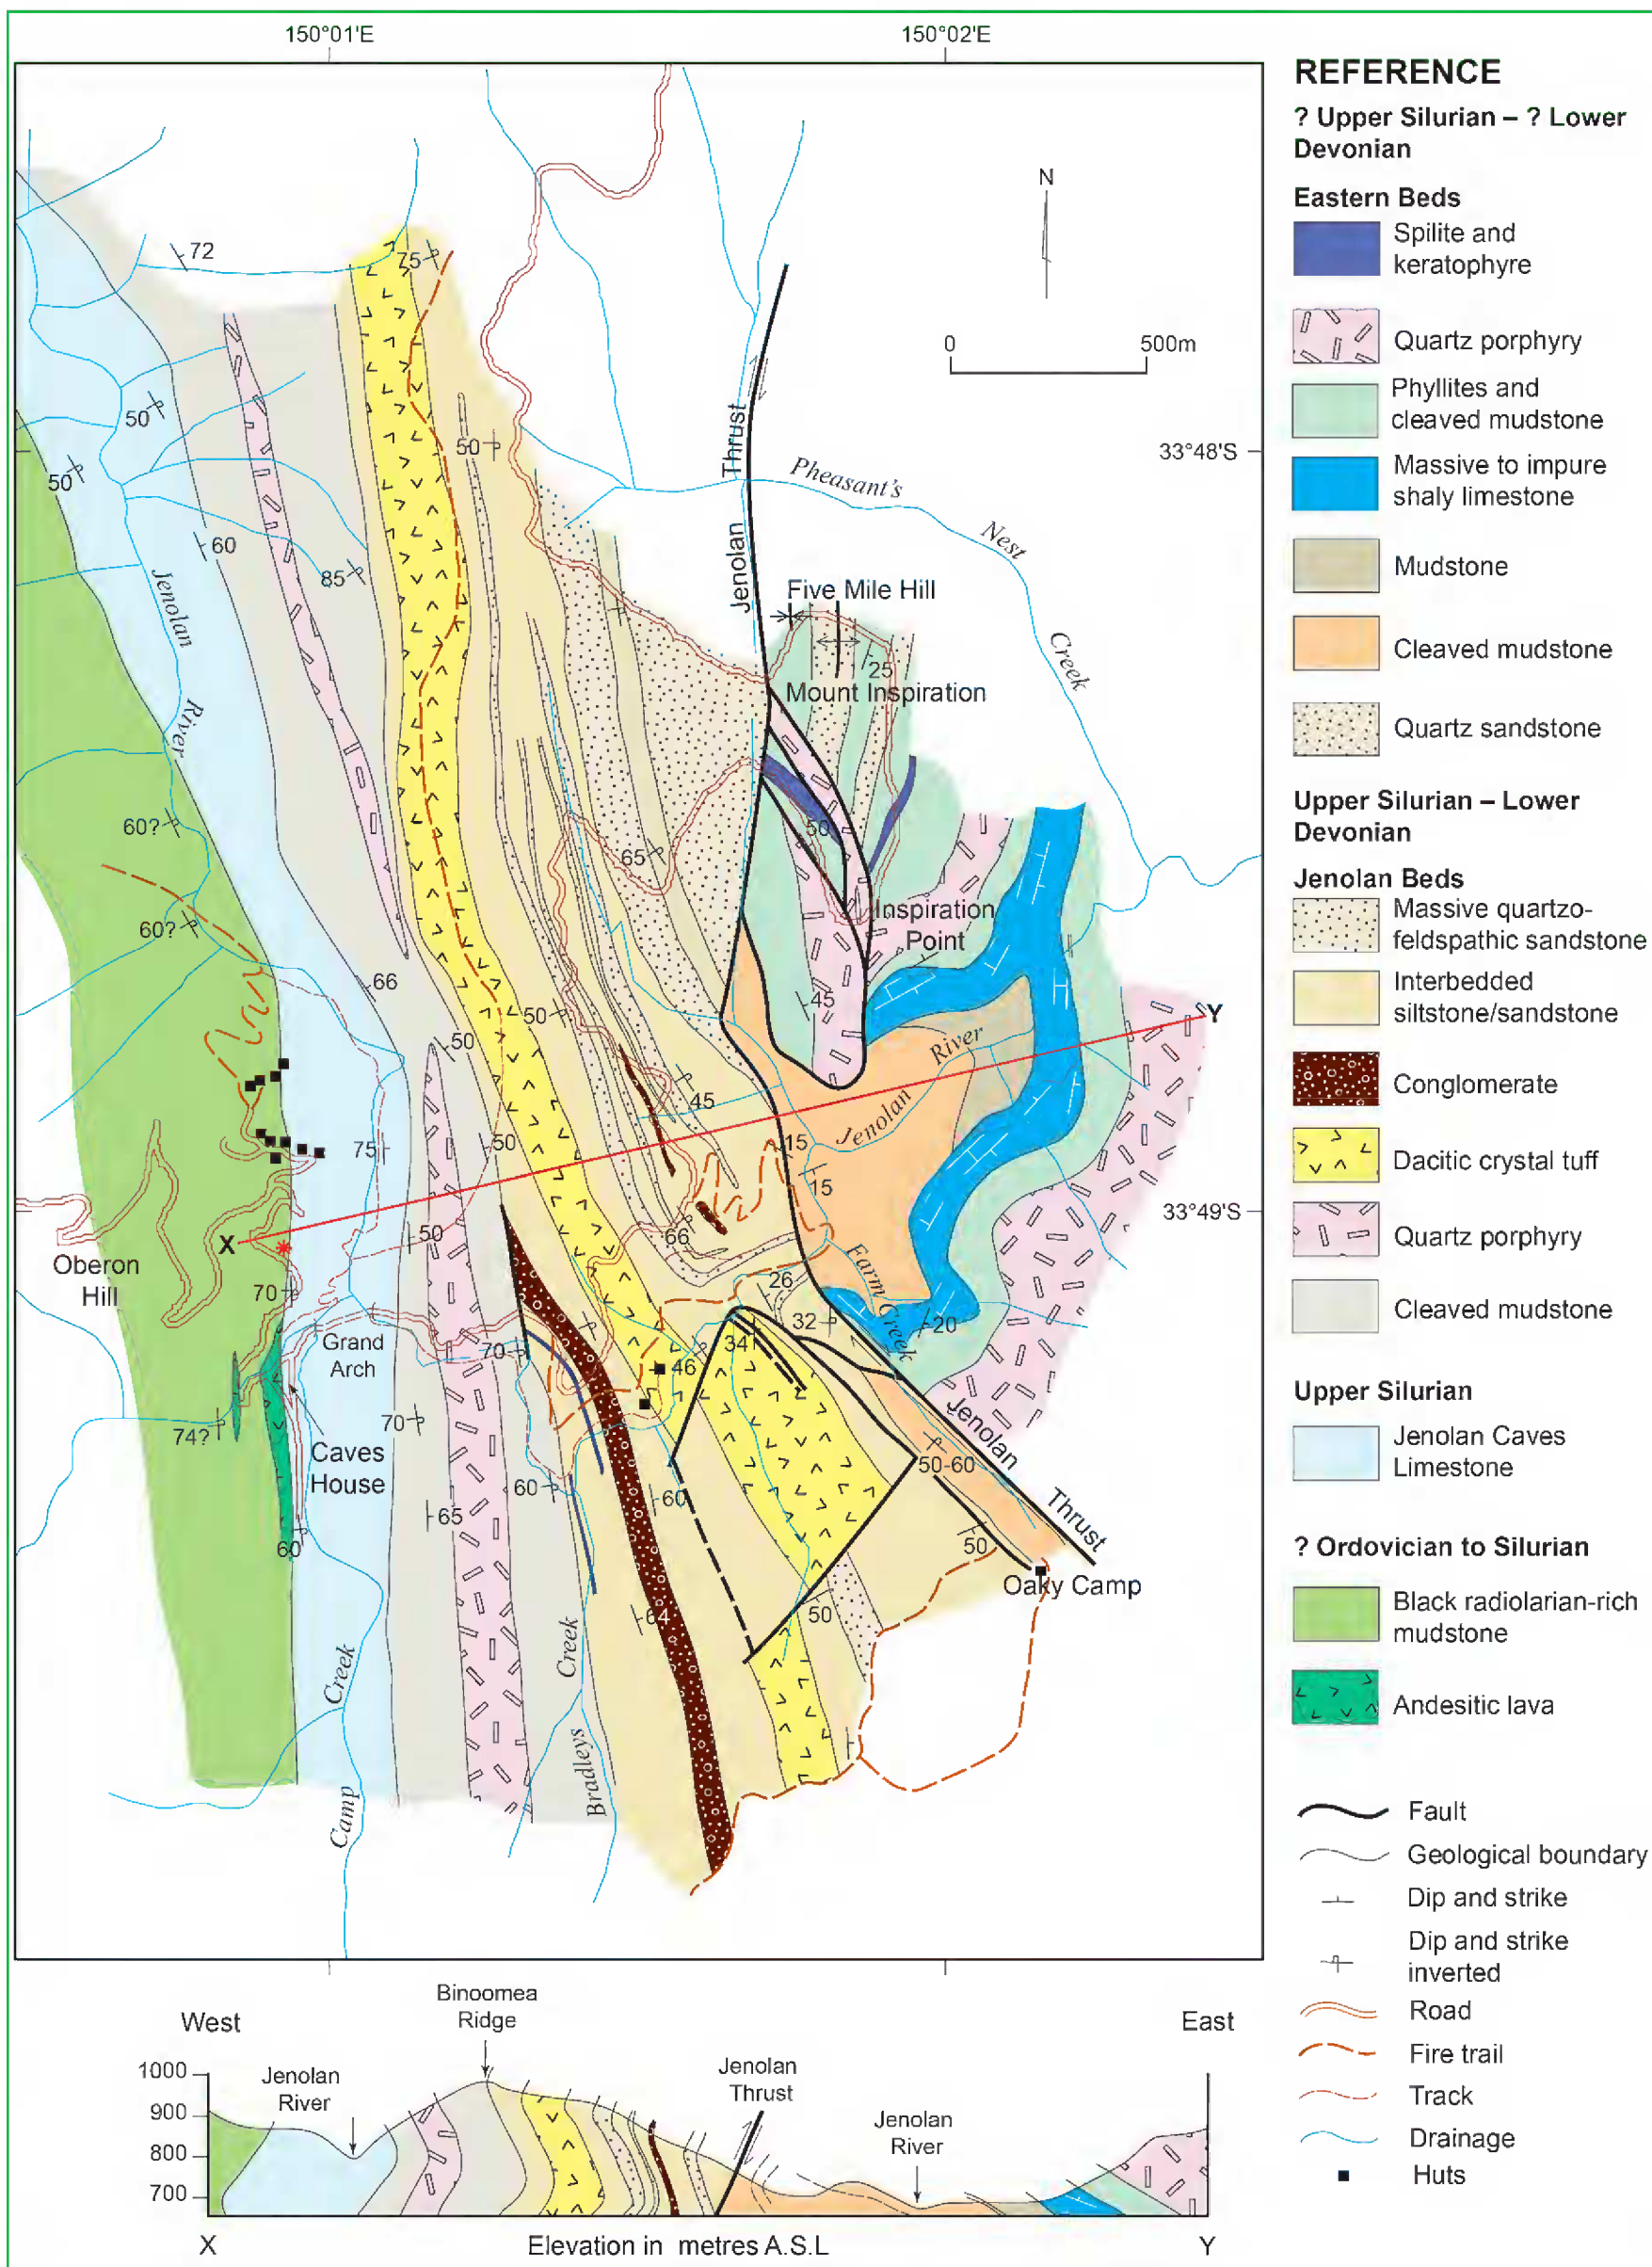 150°01'E
150°02'E
72
75
N
0
500m
50
50
50
33°48'S
Jenolan Thrust
Pheasant's
Nest
Creek
60
85
Jenolan
River
Five Mile Hill
25
Mount Inspiration
60?
65
50
60?
Inspiration
Point
66
45
50
50
Y
River
Jenolan
45
50
75
15
15
33°49'S
X
50
66
Oberon
Hill
70
26
Farm Creek
32
20
Grand
Arch
70
34
46
Jenolan
Thrust
74?
70
Caves
House
50-60
60
60
65
50
60
Oaky Camp
64
50
Creek
Camp
Creek
Bradleys
REFERENCE
? Upper Silurian – ? Lower
Devonian
Eastern Beds
Spilite and
keratophyre
Quartz porphyry
Phyllites and
cleaved mudstone
Massive to impure
shaly limestone
Mudstone
Cleaved mudstone
Quartz sandstone
Upper Silurian – Lower
Devonian
Jenolan Beds
Massive quartzo-
feldspathic sandstone
Interbedded
siltstone/sandstone
Conglomerate
Dacitic crystal tuff
Quartz porphyry
Cleaved mudstone
Upper Silurian
Jenolan Caves
Limestone
? Ordovician to Silurian
Black radiolarian-rich
mudstone
Andesitic lava
Fault
Geological boundary
Dip and strike
Dip and strike
inverted
Road
Fire trail
Track
Drainage
Huts
West
Binoomea
Ridge
East
1000
900
800
700
Jenolan
River
Jenolan
Thrust
Jenolan
River
X
Elevation in metres A.S.L
Y